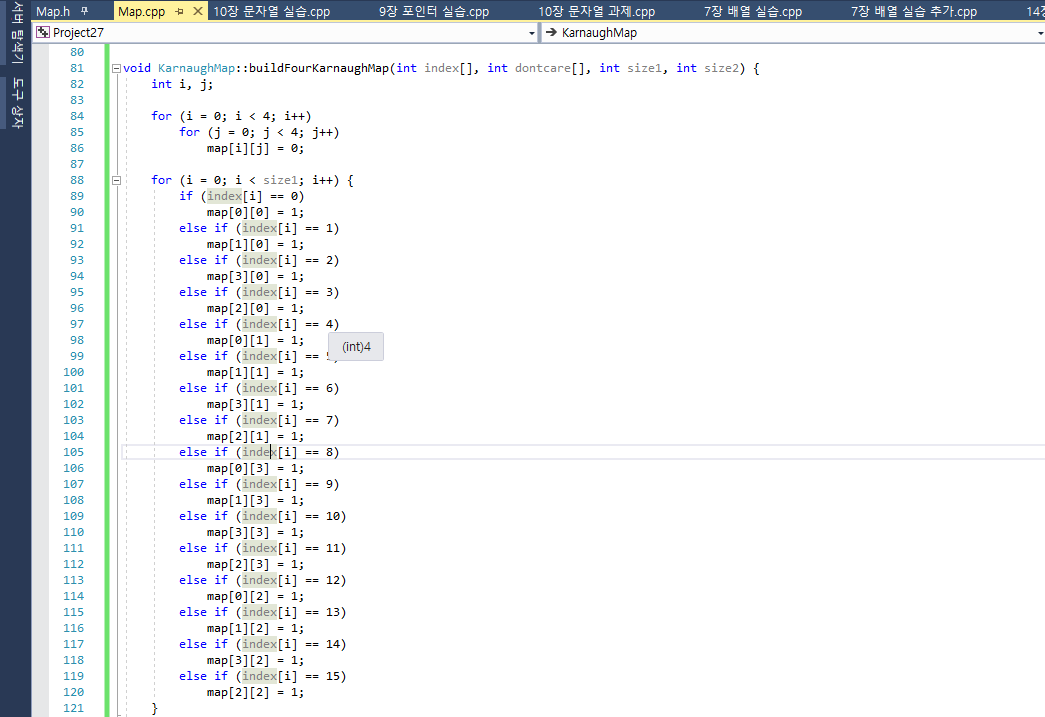 Map.h Map.cpp 10장 문자열 실습.cpp 9장 포인터 실습.cpp 10장 문자열 과제.cpp 7장 배열 실습.cpp 7장 배열 실습 추가.cpp
Project27 KarnaughMap
서버 탐색기
도구 상자
80
81 void KarnaughMap::buildFourKarnaughMap(int index[], int dontcare[], int size1, int size2) {
82 int i, j;
83
84 for (i = 0; i < 4; i++)
85 for (j = 0; j < 4; j++)
86 map[i][j] = 0;
87
88 for (i = 0; i < size1; i++) {
89 if (index[i] == 0)
90 map[0][0] = 1;
91 else if (index[i] == 1)
92 map[1][0] = 1;
93 else if (index[i] == 2)
94 map[3][0] = 1;
95 else if (index[i] == 3)
96 map[2][0] = 1;
97 else if (index[i] == 4)
98 map[0][1] = 1;
(int)4
99 else if (index[i] ==
100 map[1][1] = 1;
101 else if (index[i] == 6)
102 map[3][1] = 1;
103 else if (index[i] == 7)
104 map[2][1] = 1;
105 else if (index[i] == 8)
106 map[0][3] = 1;
107 else if (index[i] == 9)
108 map[1][3] = 1;
109 else if (index[i] == 10)
110 map[3][3] = 1;
111 else if (index[i] == 11)
112 map[2][3] = 1;
113 else if (index[i] == 12)
114 map[0][2] = 1;
115 else if (index[i] == 13)
116 map[1][2] = 1;
117 else if (index[i] == 14)
118 map[3][2] = 1;
119 else if (index[i] == 15)
120 map[2][2] = 1;
121 }